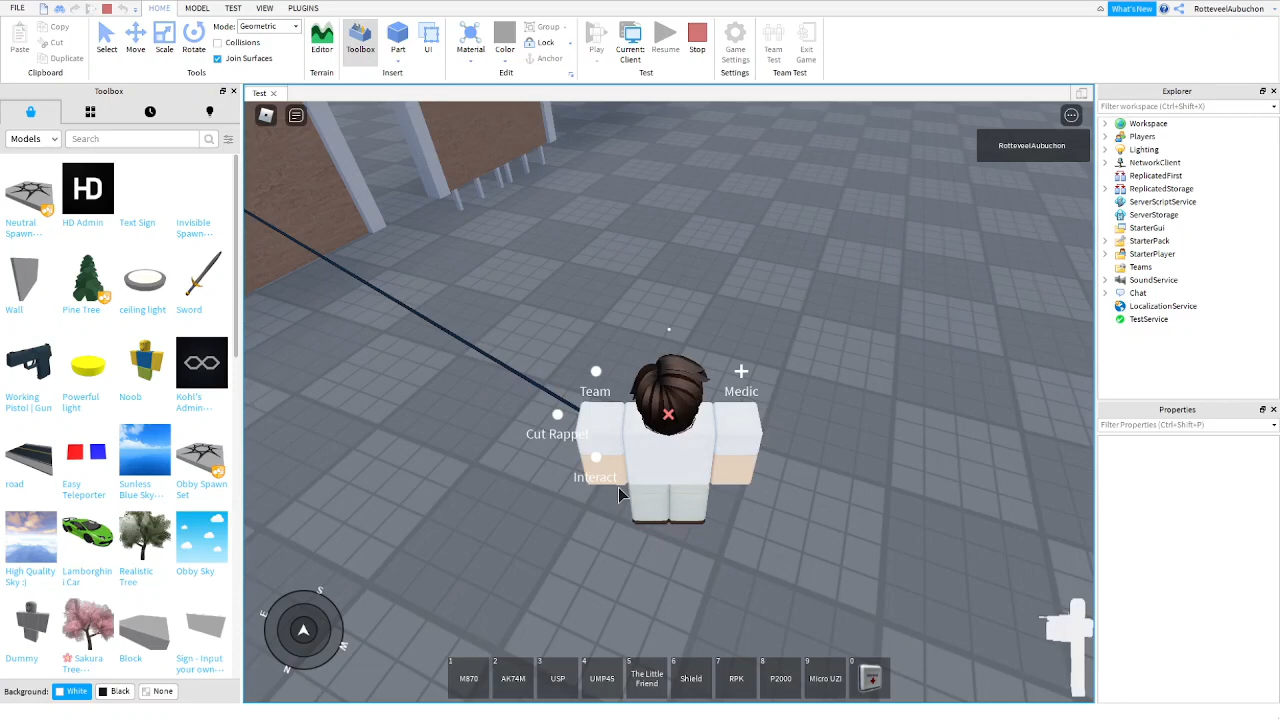 FILE
HOME
MODEL
TEST
VIEW
PLUGINS
What's New
RotteveelAubuchon
Paste
Copy
Cut
Duplicate
Clipboard
Select
Move
Scale
Rotate
Mode: Geometric
Collisions
Join Surfaces
Tools
Editor
Terrain
Toolbox
Part
UI
Insert
Material
Color
Group
Lock
Anchor
Edit
Play
Current:
Client
Resume
Stop
Test
Game
Settings
Settings
Team
Test
Exit
Game
Team Test
Toolbox
Models
Search
Neutral
Spawn...
HD
HD Admin
Text Sign
Invisible
Spawn...
Wall
Pine Tree
ceiling light
Sword
Working
Pistol | Gun
Powerful
light
Noob
Kohl's
Admin...
road
Easy
Teleporter
Sunless
Blue Sky...
Obby Spawn
Set
High Quality
Sky :)
Lamborghin
i Car
Realistic
Tree
Obby Sky
Dummy
🌸 Sakura
Tree...
Block
Sign - Input
your own...
Background:
White
Black
None
Test
RotteveelAubuchon
Team
Medic
Cut Rappel
Interact
S
E
W
N
1
M870
2
AK74M
3
USP
4
UMP45
5
The Little
Friend
6
Shield
7
RPK
8
P2000
9
Micro UZI
0
Explorer
Filter workspace (Ctrl+Shift+X)
Workspace
Players
Lighting
NetworkClient
ReplicatedFirst
ReplicatedStorage
ServerScriptService
ServerStorage
StarterGui
StarterPack
StarterPlayer
Teams
SoundService
Chat
LocalizationService
TestService
Properties
Filter Properties (Ctrl+Shift+P)